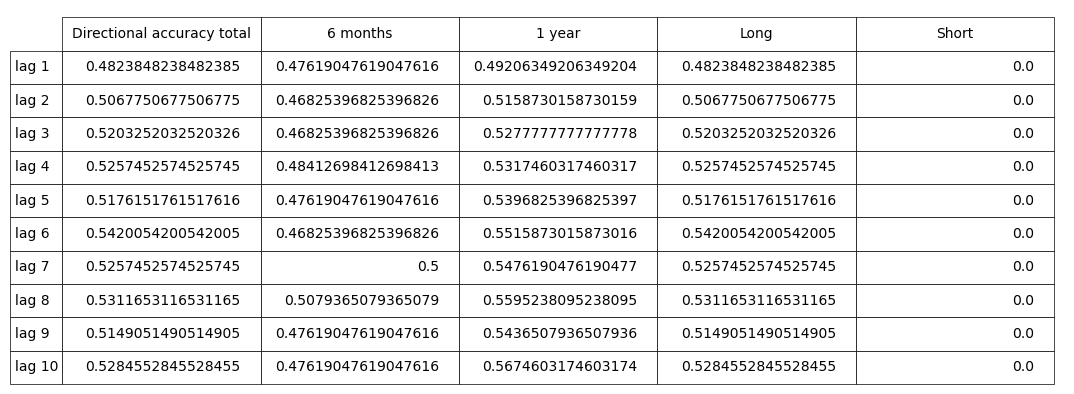 Directional accuracy total 6 months 1 year Long Short
lag 1 0.4823848238482385 0.47619047619047616 0.49206349206349204 0.4823848238482385 0.0
lag 2 0.5067750677506775 0.46825396825396826 0.5158730158730159 0.5067750677506775 0.0
lag 3 0.5203252032520326 0.46825396825396826 0.5277777777777778 0.5203252032520326 0.0
lag 4 0.5257452574525745 0.48412698412698413 0.5317460317460317 0.5257452574525745 0.0
lag 5 0.5176151761517616 0.47619047619047616 0.5396825396825397 0.5176151761517616 0.0
lag 6 0.5420054200542005 0.46825396825396826 0.5515873015873016 0.5420054200542005 0.0
lag 7 0.5257452574525745 0.5 0.5476190476190477 0.5257452574525745 0.0
lag 8 0.5311653116531165 0.5079365079365079 0.5595238095238095 0.5311653116531165 0.0
lag 9 0.5149051490514905 0.47619047619047616 0.5436507936507936 0.5149051490514905 0.0
lag 10 0.5284552845528455 0.47619047619047616 0.5674603174603174 0.5284552845528455 0.0